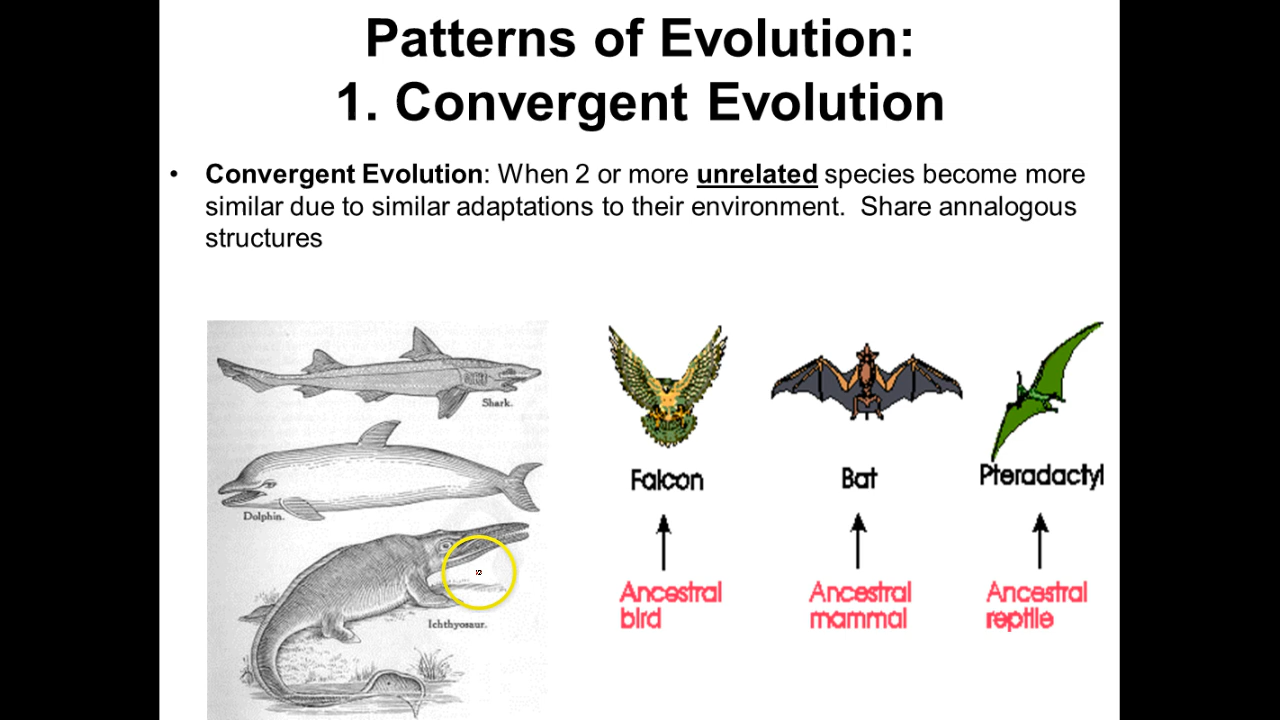 Patterns of Evolution:
1. Convergent Evolution
• Convergent Evolution: When 2 or more unrelated species become more
similar due to similar adaptations to their environment. Share annalogous
structures
Shark.
Dolphin.
Ichthyosaur.
Falcon
Bat
Pteradactyl
Ancestral
bird
Ancestral
mammal
Ancestral
reptile